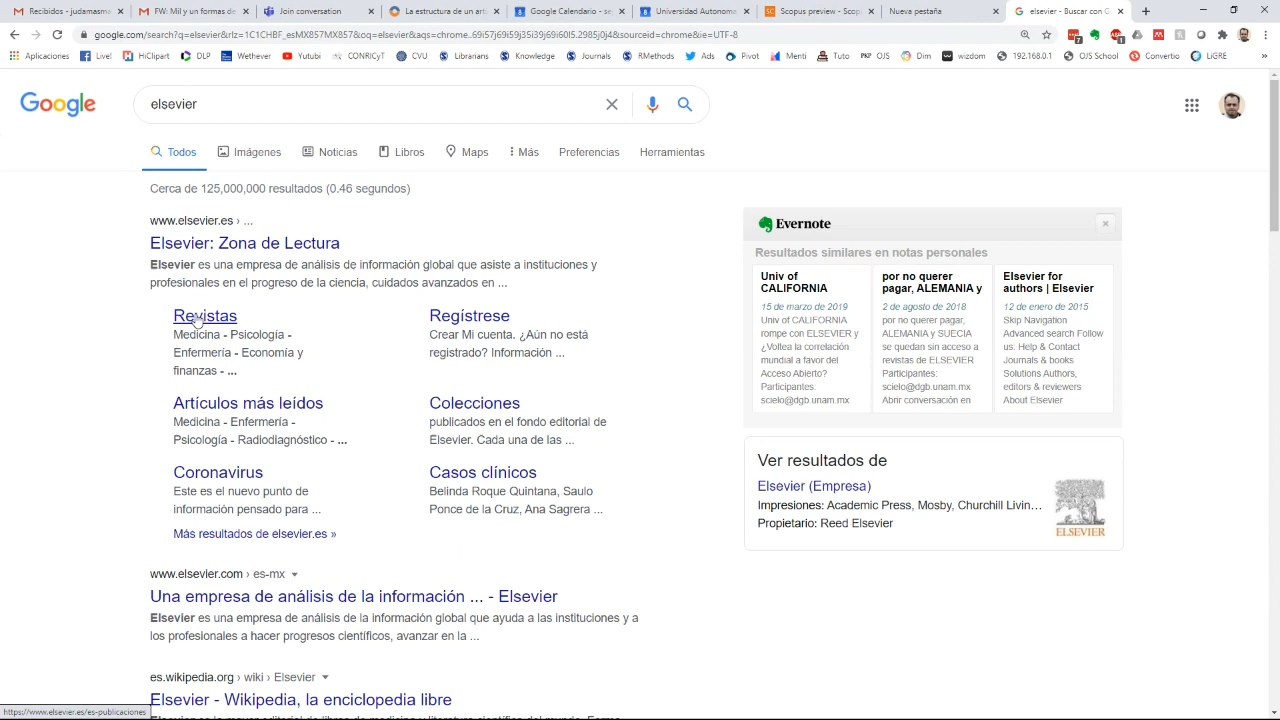 Recibidos - judasmasmas
FW: Mil y un formas de
Join conversation
La estructura de un art
Google Calendario - se
Universidad Autonoma
Scopus preview - Scop
Nueva pestaña
elsevier - Buscar con G
google.com/search?q=elsevier&rlz=1C1CHBF_esMX857MX857&oq=elsevier&aqs=chrome.
Aplicaciones Live! HiClipart DLP Wethever Yotubi CONRiCyT CVU Librarians Knowledge Journals RMethods Ads Pivot Menti Tuto OJS Dim wizdom 192.168.0.1 OJS School Convertio LiGRE »
Google
elsevier
Todos Imágenes Noticias Libros Maps Más Preferencias Herramientas
Cerca de 125,000,000 resultados (0.46 segundos)
www.elsevier.es › ...
Elsevier: Zona de Lectura
Elsevier es una empresa de análisis de información global que asiste a instituciones y
profesionales en el progreso de la ciencia, cuidados avanzados en ...
Revistas
Medicina - Psicología -
Enfermería - Economía y
finanzas - ...
Regístrese
Crear Mi cuenta. ¿Aún no está
registrado? Información ...
Artículos más leídos
Medicina - Enfermería -
Psicología - Radiodiagnóstico - ...
Colecciones
publicados en el fondo editorial de
Elsevier. Cada una de las ...
Coronavirus
Este es el nuevo punto de
información pensado para ...
Casos clínicos
Belinda Roque Quintana, Saulo
Ponce de la Cruz, Ana Sagrera ...
Más resultados de elsevier.es »
www.elsevier.com › es-mx
Una empresa de análisis de la información ... - Elsevier
Elsevier es una empresa de análisis de la información global que ayuda a las instituciones y a
los profesionales a hacer progresos científicos, avanzar en la ...
es.wikipedia.org › wiki › Elsevier
Elsevier - Wikipedia, la enciclopedia libre
Evernote
Resultados similares en notas personales
Univ of
CALIFORNIA
15 de marzo de 2019
Univ of CALIFORNIA
rompe con ELSEVIER y
¿Voltea la correlación
mundial a favor del
Acceso Abierto?
Participantes:
scielo@dgb.unam.mx
por no querer
pagar, ALEMANIA y
2 de agosto de 2018
por no querer pagar,
ALEMANIA y SUECIA
se quedan sin acceso a
revistas de ELSEVIER
Participantes:
scielo@dgb.unam.mx
Abrir conversación en
Elsevier for
authors | Elsevier
12 de enero de 2015
Skip Navigation
Advanced search Follow
us: Help & Contact
Journals & books
Solutions Authors,
editors & reviewers
About Elsevier
Ver resultados de
Elsevier (Empresa)
Impresiones: Academic Press, Mosby, Churchill Livin...
Propietario: Reed Elsevier
ELSEVIER
https://www.elsevier.es/es-publicaciones